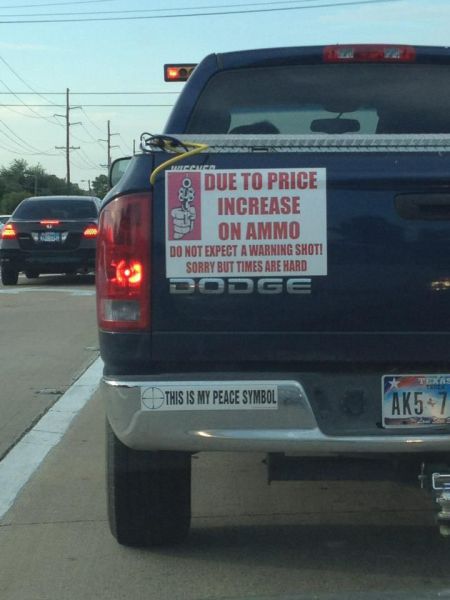 DUE TO PRICE
INCREASE
ON AMMO
DO NOT EXPECT A WARNING SHOT!
SORRY BUT TIMES ARE HARD
DODGE
THIS IS MY PEACE SYMBOL
TEXAS
AK5 7